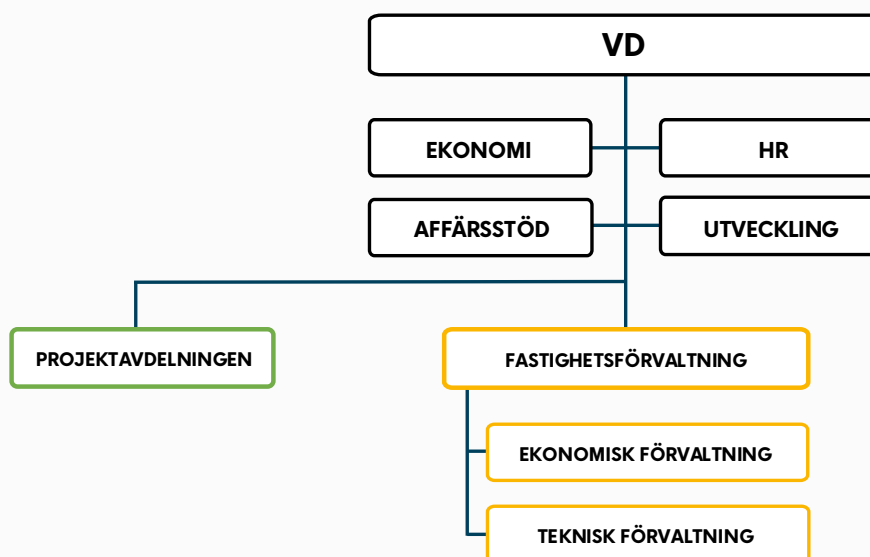 VD
EKONOMI
HR
AFFÄRSSTÖD
UTVECKLING
PROJEKTAVDELNINGEN
FASTIGHETSFÖRVALTNING
EKONOMISK FÖRVALTNING
TEKNISK FÖRVALTNING